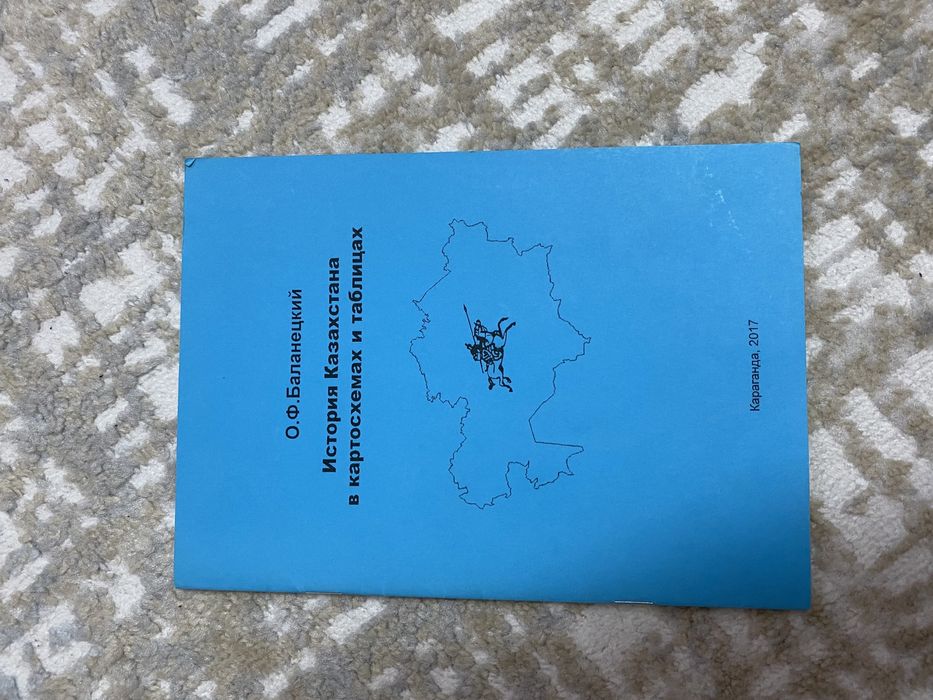 О.Ф.Баланецкий
История Казахстана
в картосхемах и таблицах
Караганда, 2017